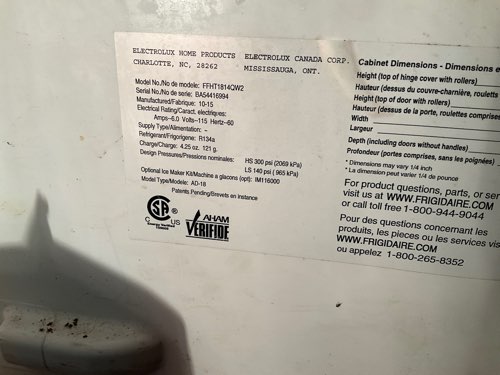 ELECTROLUX HOME PRODUCTS ELECTROLUX CANADA CORP.
CHARLOTTE, NC, 28262 MISSISSAUGA, ONT.
Model No./No de modele: FFHT1814QW2
Serial No./No de serie: BA54416994
Manufactured/Fabrique: 10-15
Electrical Rating/Caract. electriques:
Amps-6.0 Volts-115 Hertz-60
Supply Type/Alimentation: -
Refrigerant/Frigorigene: R134a
Charge/Charge: 4.25 oz. 121 g.
Design Pressures/Pressions nominales: HS 300 psi (2069 kPa)
LS 140 psi ( 965 kPa)
Optional Ice Maker Kit/Machine a glacons (opt): IM116000
Model Type/Modele: AD-18
Patents Pending/Brevets en instance
CSA
C US
AHAM
VERIFIDE
Cabinet Dimensions - Dimensions e
Height (top of hinge cover with rollers)
Hauteur (dessus du couvre-charnière, roulette
Height (top of door with rollers)
Hauteur (dessus de la porte, roulettes compri
Width
Largeur
Depth (including doors without handles)
Profondeur (portes comprises, sans les poignées)
* Dimensions may vary 1/4 inch
* La dimension peut varier 1/4 de pounce
For product questions, parts, or ser
visit us at WWW.FRIGIDAIRE.COM
or call toll free 1-800-944-9044
Pour des questions concernant les
produits, les pieces ou les services vis
WWW.FRIGIDAIRE.COM
ou appelez 1-800-265-8352